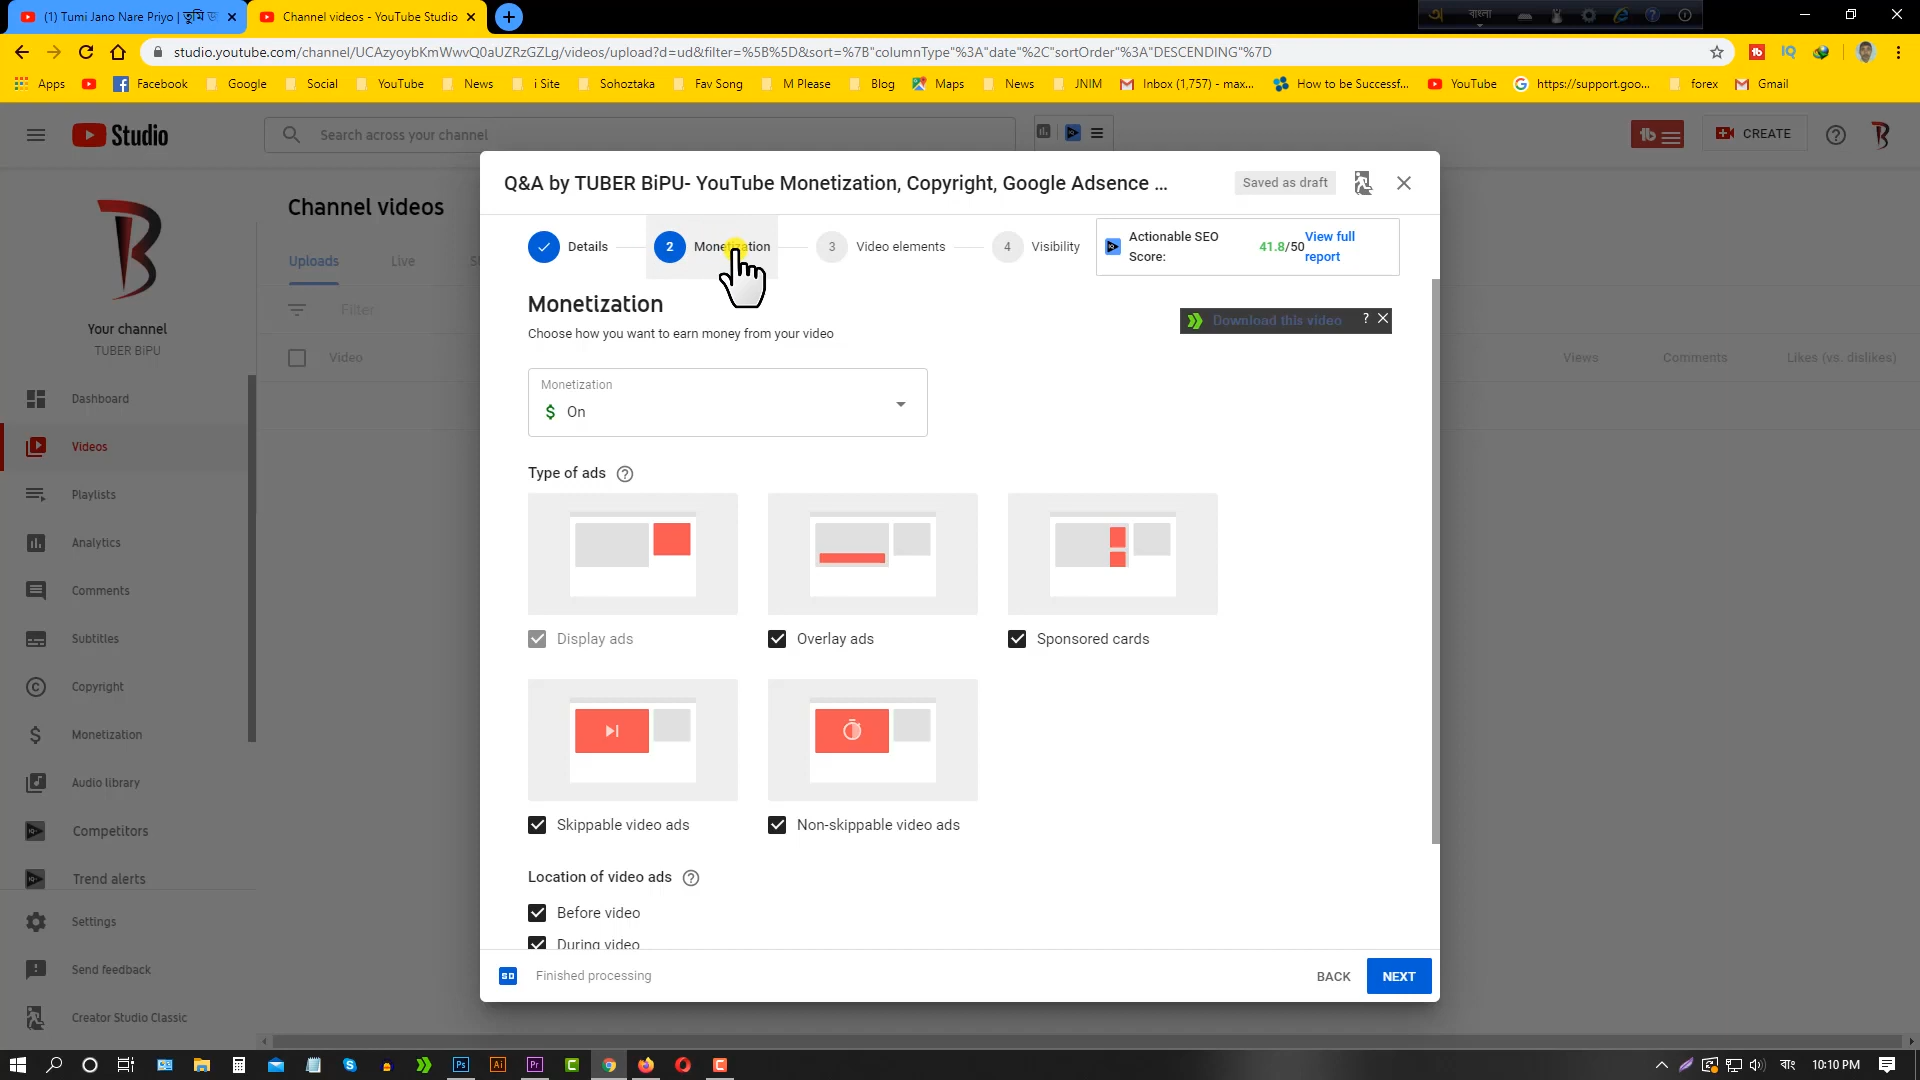 (1) Tumi Jano Nare Priyo | তুমি জ
Channel videos - YouTube Studio
বাংলা
studio.youtube.com/channel/UCAzyoybKmWwvQ0aUZRzGZLg/videos/upload?d=ud&filter=%5B%5D&sort=%7B"columnType"%3A"date"%2C"sortOrder"%3A"DESCENDING"%7D
Apps Facebook Google Social YouTube News i Site Sohoztaka Fav Song M Please Blog Maps News JNIM Inbox (1,757) - max... How to be Successf... YouTube https://support.goo... forex Gmail
Studio
Search across your channel
CREATE
Q&A by TUBER BiPU- YouTube Monetization, Copyright, Google Adsence ...
Saved as draft
Channel videos
Details
2 Monetization
3 Video elements
4 Visibility
Actionable SEO Score: 41.8/50 View full report
Uploads
Live
Filter
Video
Views
Comments
Likes (vs. dislikes)
Your channel
TUBER BiPU
Dashboard
Videos
Playlists
Analytics
Comments
Subtitles
Copyright
Monetization
Audio library
Competitors
Trend alerts
Settings
Send feedback
Creator Studio Classic
Monetization
Choose how you want to earn money from your video
Download this video ?
Monetization
$ On
Type of ads
Display ads
Overlay ads
Sponsored cards
Skippable video ads
Non-skippable video ads
Location of video ads
Before video
During video
SD Finished processing
BACK
NEXT
Ps Ai Pr
বাং
10:10 PM